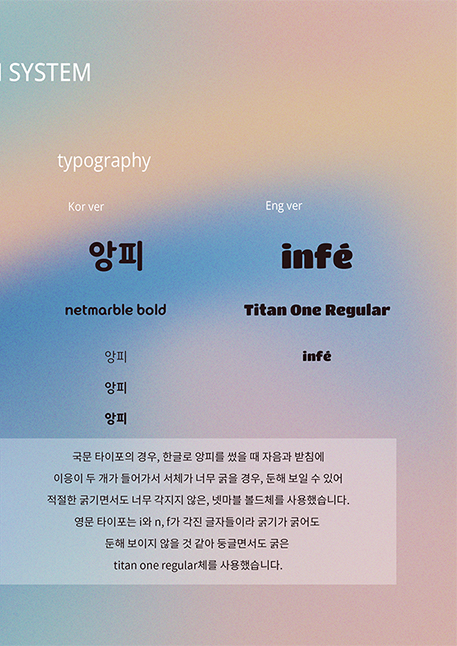 SYSTEM
typography
Kor ver
Eng ver
앙피
infé
netmarble bold
Titan One Regular
앙피
infé
앙피
앙피
국문 타이포의 경우, 한글로 앙피를 썼을 때 자음과 받침에
이응이 두 개가 들어가서 서체가 너무 굵을 경우, 둔해 보일 수 있어
적절한 굵기면서도 너무 각지지 않은, 넷마블 볼드체를 사용했습니다.
영문 타이포는 i와 n, f가 각진 글자들이라 굵기가 굵어도
둔해 보이지 않을 것 같아 둥글면서도 굵은
titan one regular체를 사용했습니다.